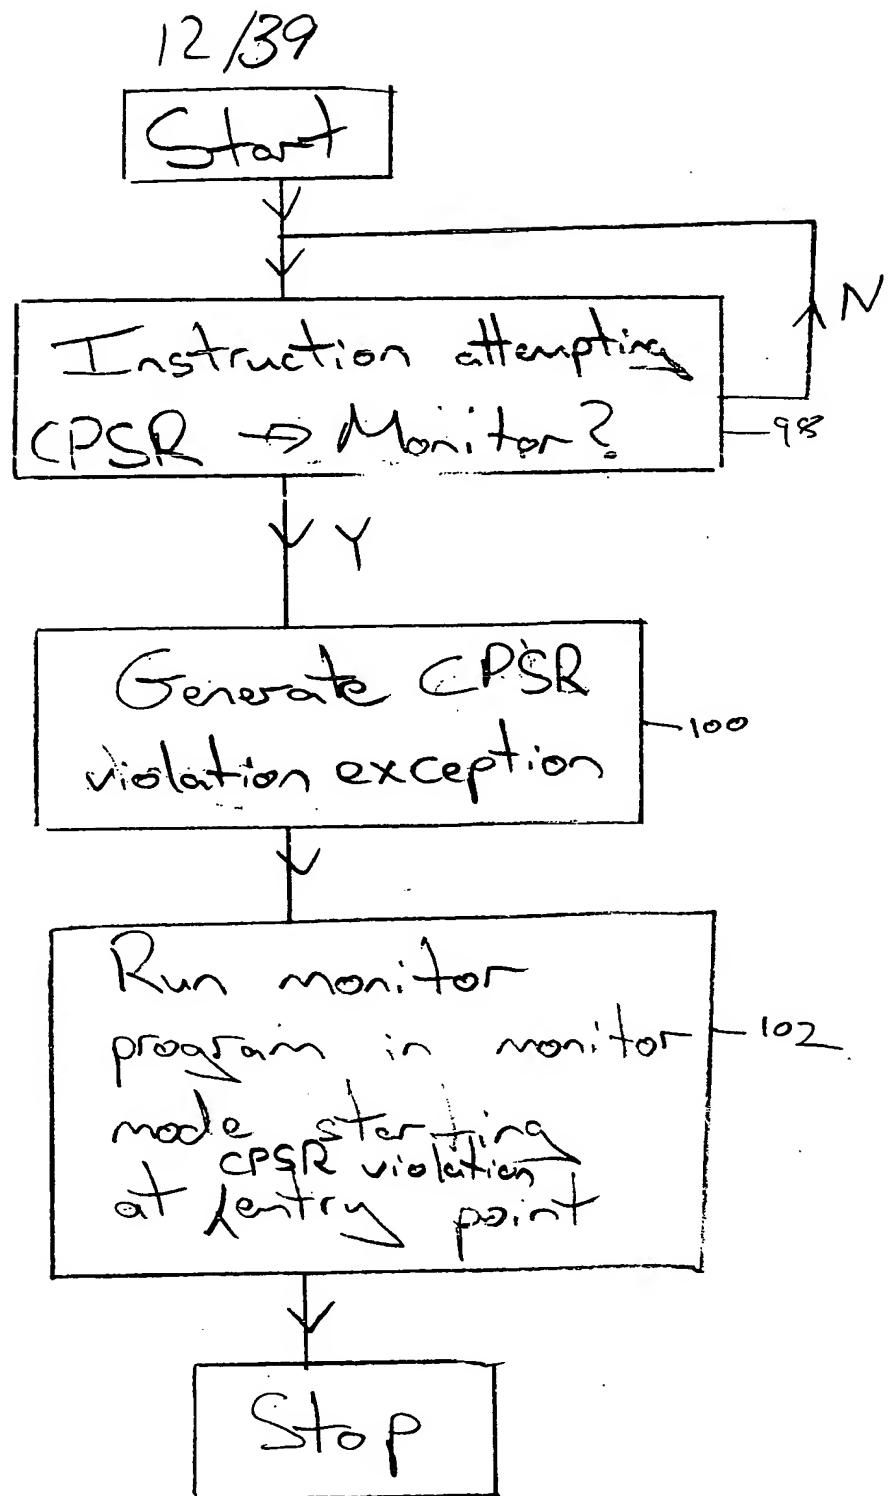 12/39
Start
N
Instruction attempting
CPSR → Monitor?
98
Y
Generate CPSR
violation exception
100
Run monitor
program in monitor
102
mode starting
CPSR violation
at entry point
Stop